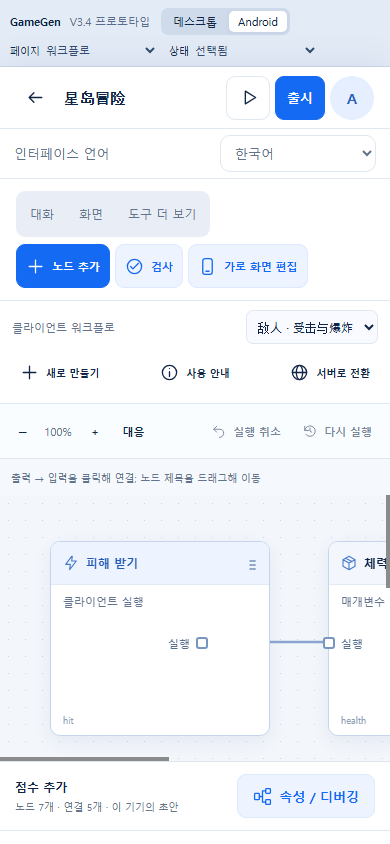 GameGen V3.4 프로토타입 데스크톱 Android
페이지 워크플로 상태 선택됨
星岛冒险 출시 A
인터페이스 언어 한국어
대화 화면 도구 더 보기
노드 추가 검사 가로 화면 편집
클라이언트 워크플로 敌人 · 受击与爆炸
새로 만들기 사용 안내 서버로 전환
− 100% + 대응 실행 취소 다시 실행
출력 → 입력을 클릭해 연결; 노드 제목을 드래그해 이동
피해 받기 체력
클라이언트 실행 매개변수
실행 실행
hit health
점수 추가
노드 7개 · 연결 5개 · 이 기기의 초안
속성 / 디버깅